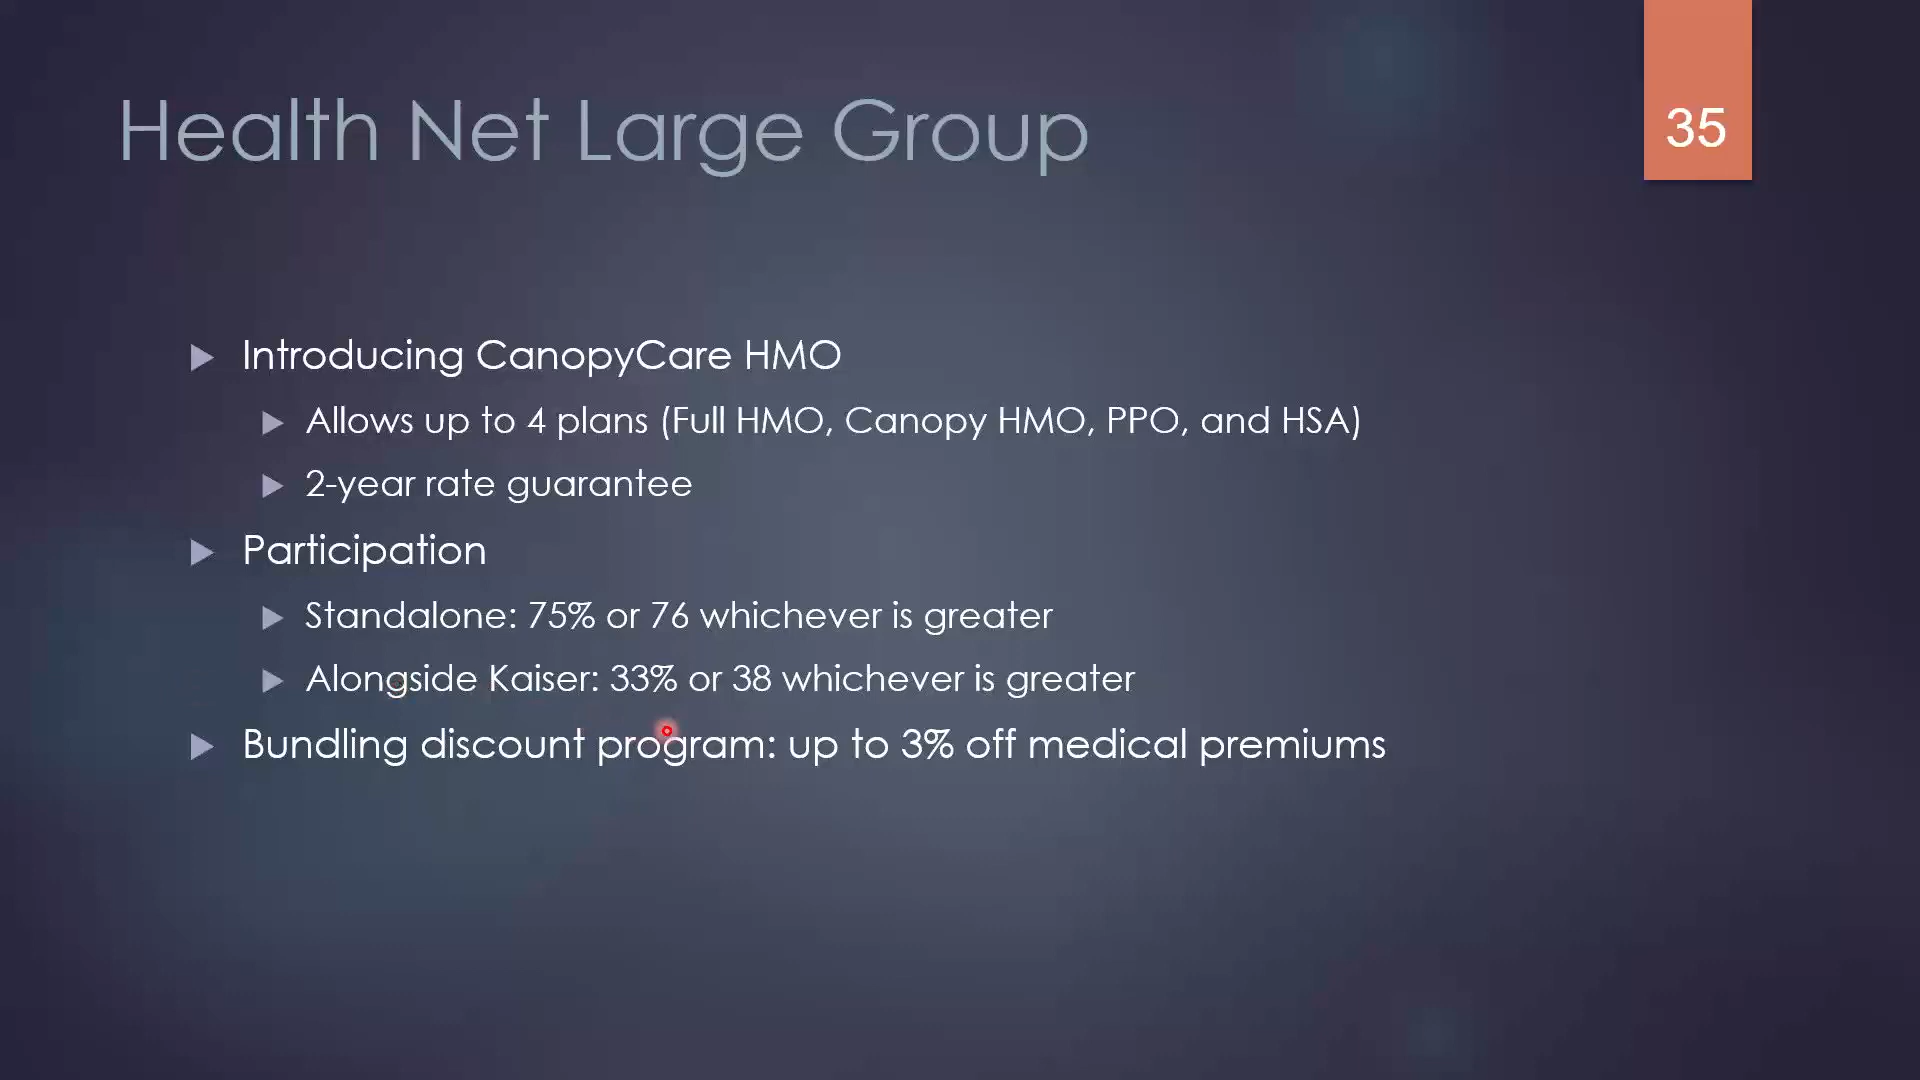 Health Net Large Group
35
Introducing CanopyCare HMO
Allows up to 4 plans (Full HMO, Canopy HMO, PPO, and HSA)
2-year rate guarantee
Participation
Standalone: 75% or 76 whichever is greater
Alongside Kaiser: 33% or 38 whichever is greater
Bundling discount program: up to 3% off medical premiums